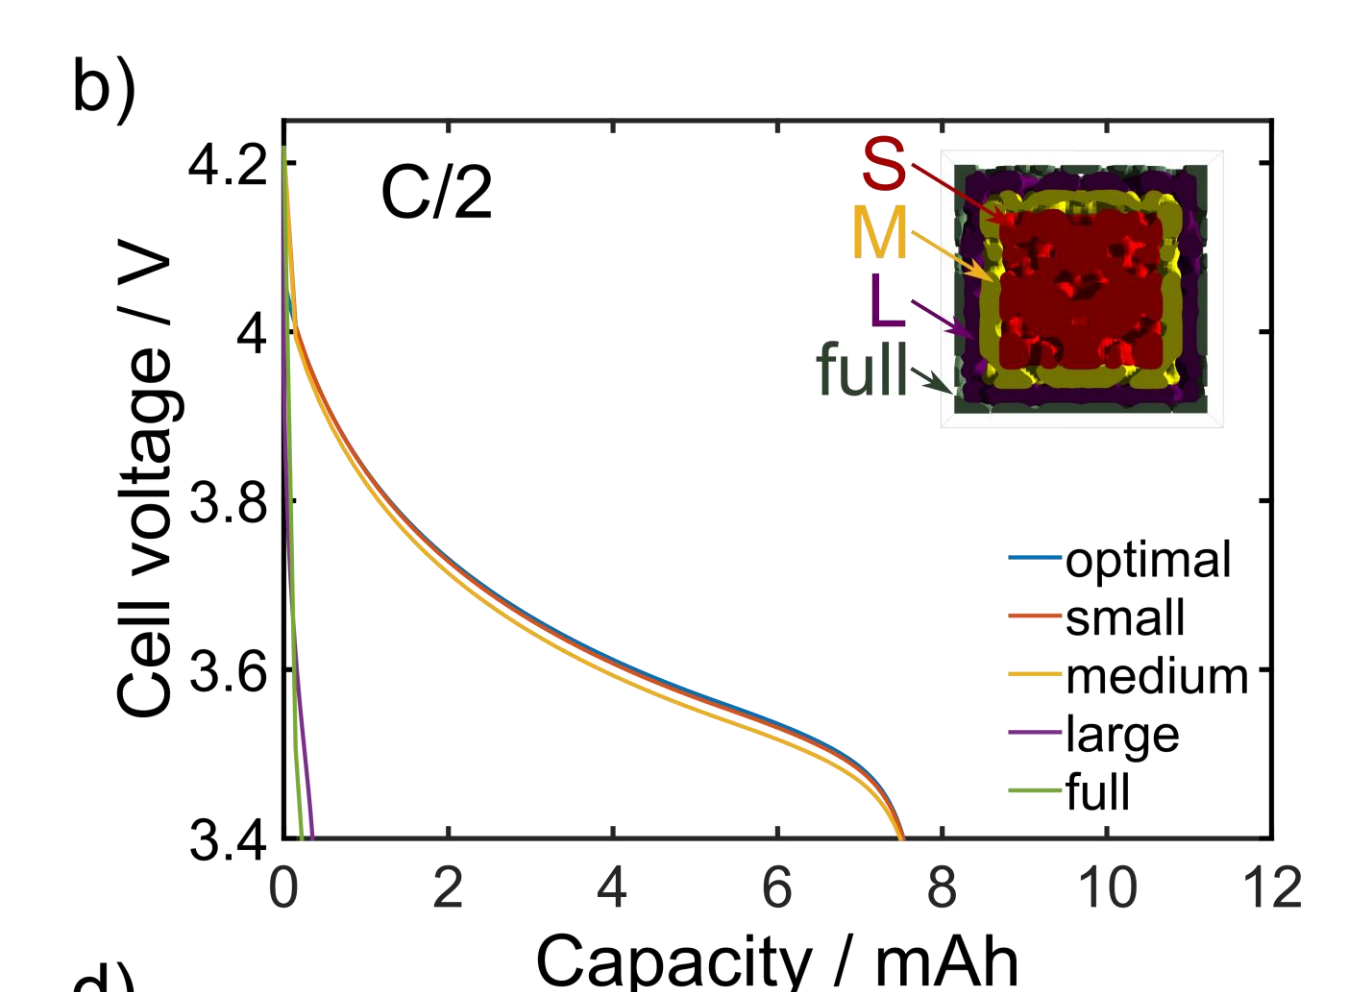 b)
C/2
S
M
L
full
4.2
4
3.8
3.6
3.4
Cell voltage / V
optimal
small
medium
large
full
0 2 4 6 8 10 12
Capacity / mAh
d)